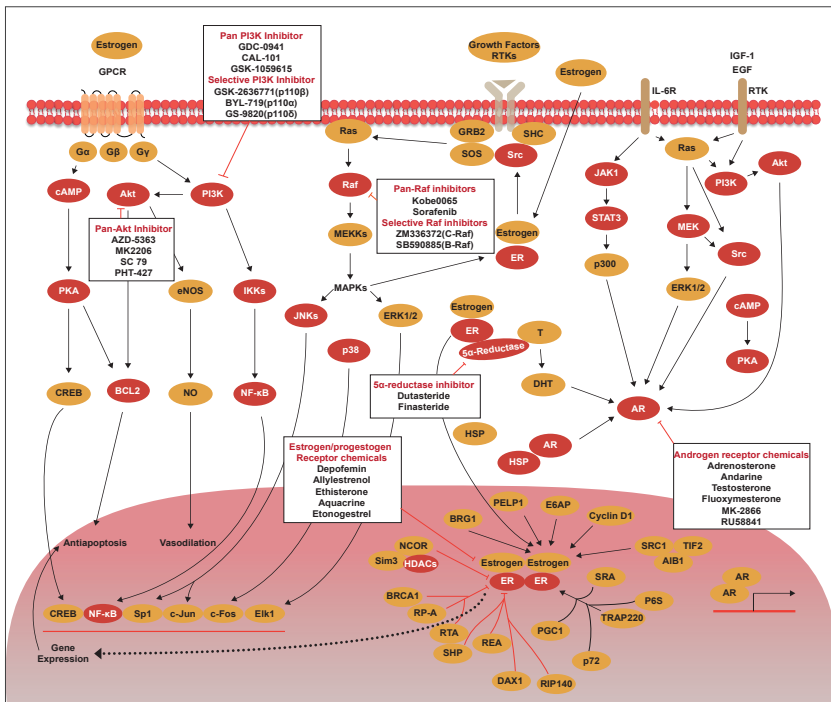 Pan PI3K Inhibitor
GDC-0941
CAL-101
GSK-1059615
Selective PI3K Inhibitor
GSK-2636771(p110β)
BYL-719(p110α)
GS-9820(p110δ)
Estrogen
GPCR
Growth Factors
RTKs
Estrogen
IL-6R
IGF-1
EGF
RTK
Gα
Gβ
Gγ
Ras
GRB2
SHC
SOS
Src
Ras
cAMP
Akt
PI3K
Raf
JAK1
PI3K
Akt
Pan-Raf inhibitors
Kobe0065
Sorafenib
Selective Raf inhibitors
ZM336372(C-Raf)
SB590885(B-Raf)
Pan-Akt Inhibitor
AZD-5363
MK2206
SC 79
PHT-427
MEKKs
Estrogen
ER
STAT3
MEK
Src
p300
PKA
eNOS
IKKs
MAPKs
ERK1/2
JNKs
ERK1/2
Estrogen
ER
5α-Reductase
T
cAMP
PKA
p38
DHT
CREB
BCL2
NO
NF-κB
5α-reductase inhibitor
Dutasteride
Finasteride
AR
HSP
AR
HSP
Estrogen/progestogen
Receptor chemicals
Depofemin
Allylestrenol
Ethisterone
Aquacrine
Etonogestrel
Androgen receptor chemicals
Adrenosterone
Andarine
Testosterone
Fluoxymesterone
MK-2866
RU58841
Antiapoptosis
Vasodilation
BRG1
PELP1
E6AP
Cyclin D1
NCOR
Sim3
HDACs
Estrogen
Estrogen
ER
ER
SRC1
TIF2
AIB1
SRA
AR
AR
CREB
NF-κB
Sp1
c-Jun
c-Fos
Elk1
BRCA1
RP-A
RTA
SHP
REA
DAX1
RIP140
PGC1
p72
TRAP220
P6S
Gene
Expression